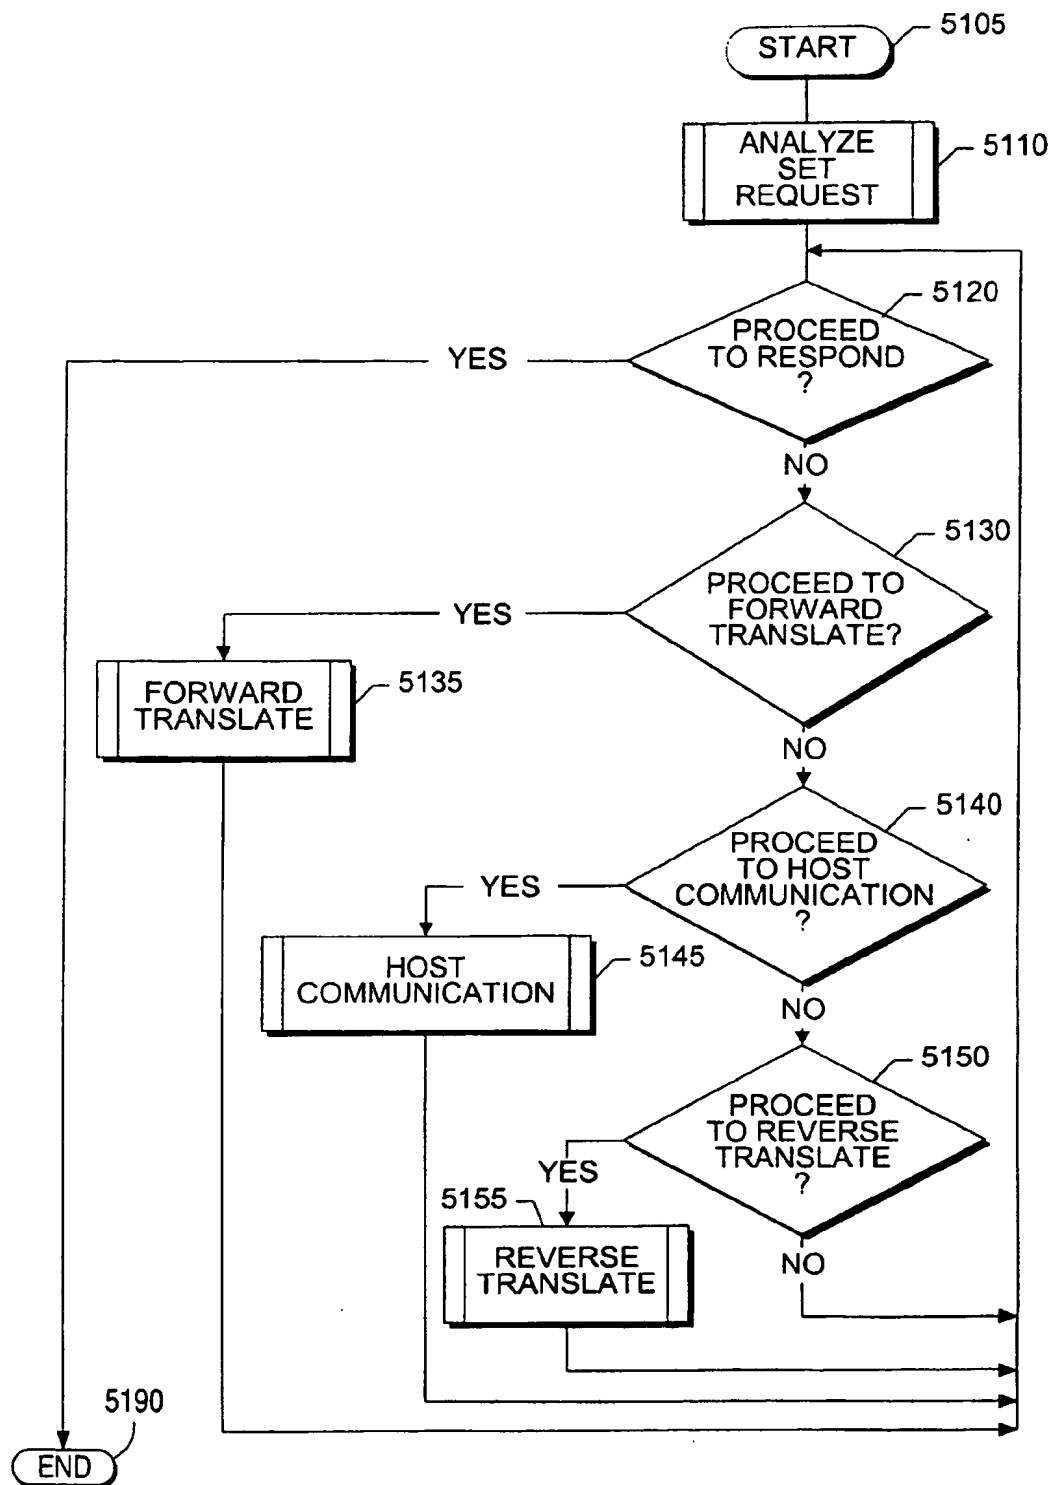 START
5105
ANALYZE
SET
REQUEST
5110
5120
PROCEED
TO RESPOND
?
YES
NO
5130
PROCEED TO
FORWARD
TRANSLATE?
YES
FORWARD
TRANSLATE
5135
NO
5140
PROCEED
TO HOST
COMMUNICATION
?
YES
HOST
COMMUNICATION
5145
NO
5150
PROCEED
TO REVERSE
TRANSLATE
?
YES
5155
REVERSE
TRANSLATE
NO
5190
END